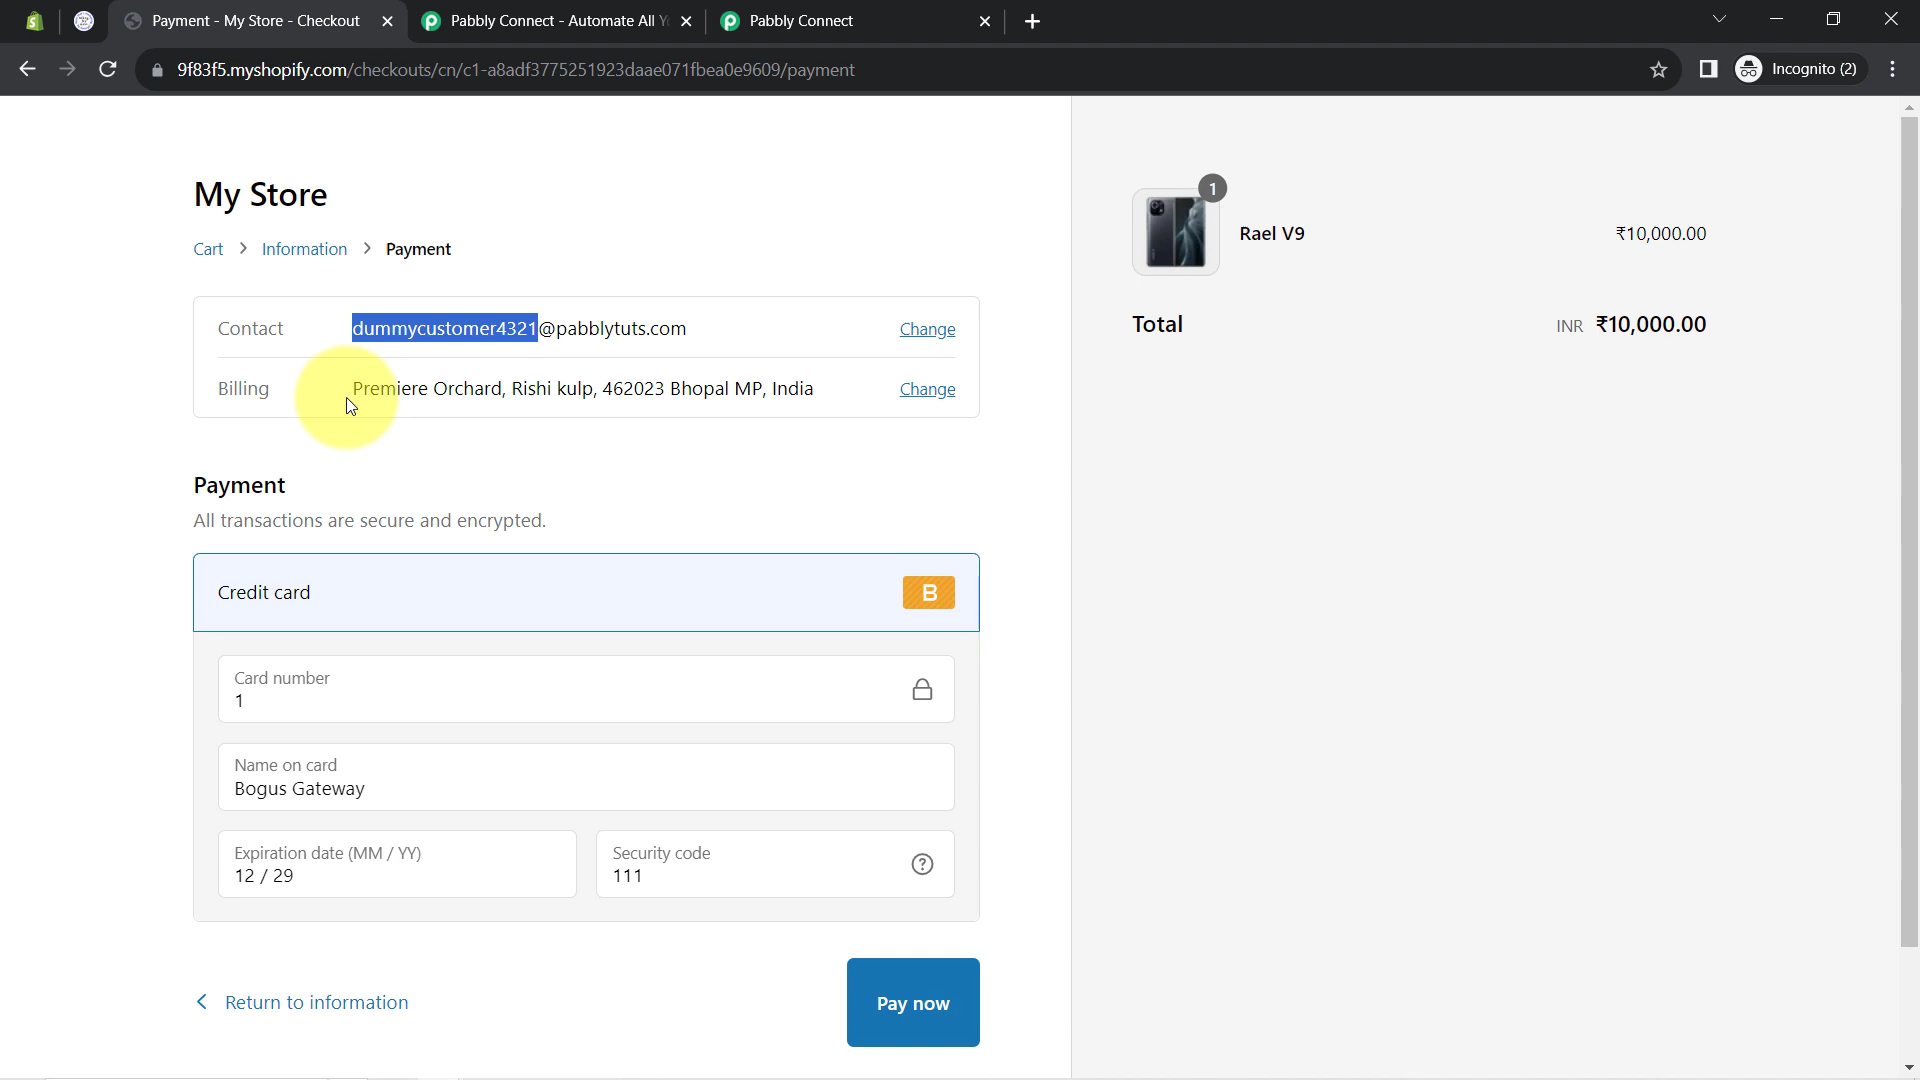 Payment - My Store - Checkout
Pabbly Connect - Automate All Y
Pabbly Connect
9f83f5.myshopify.com/checkouts/cn/c1-a8adf3775251923daae071fbea0e9609/payment
Incognito (2)
My Store
Cart > Information > Payment
Contact dummycustomer4321@pabblytuts.com Change
Billing Premiere Orchard, Rishi kulp, 462023 Bhopal MP, India Change
Payment
All transactions are secure and encrypted.
Credit card B
Card number
1
Name on card
Bogus Gateway
Expiration date (MM / YY)
12 / 29
Security code
111
Return to information
Pay now
1
Rael V9 ₹10,000.00
Total INR ₹10,000.00